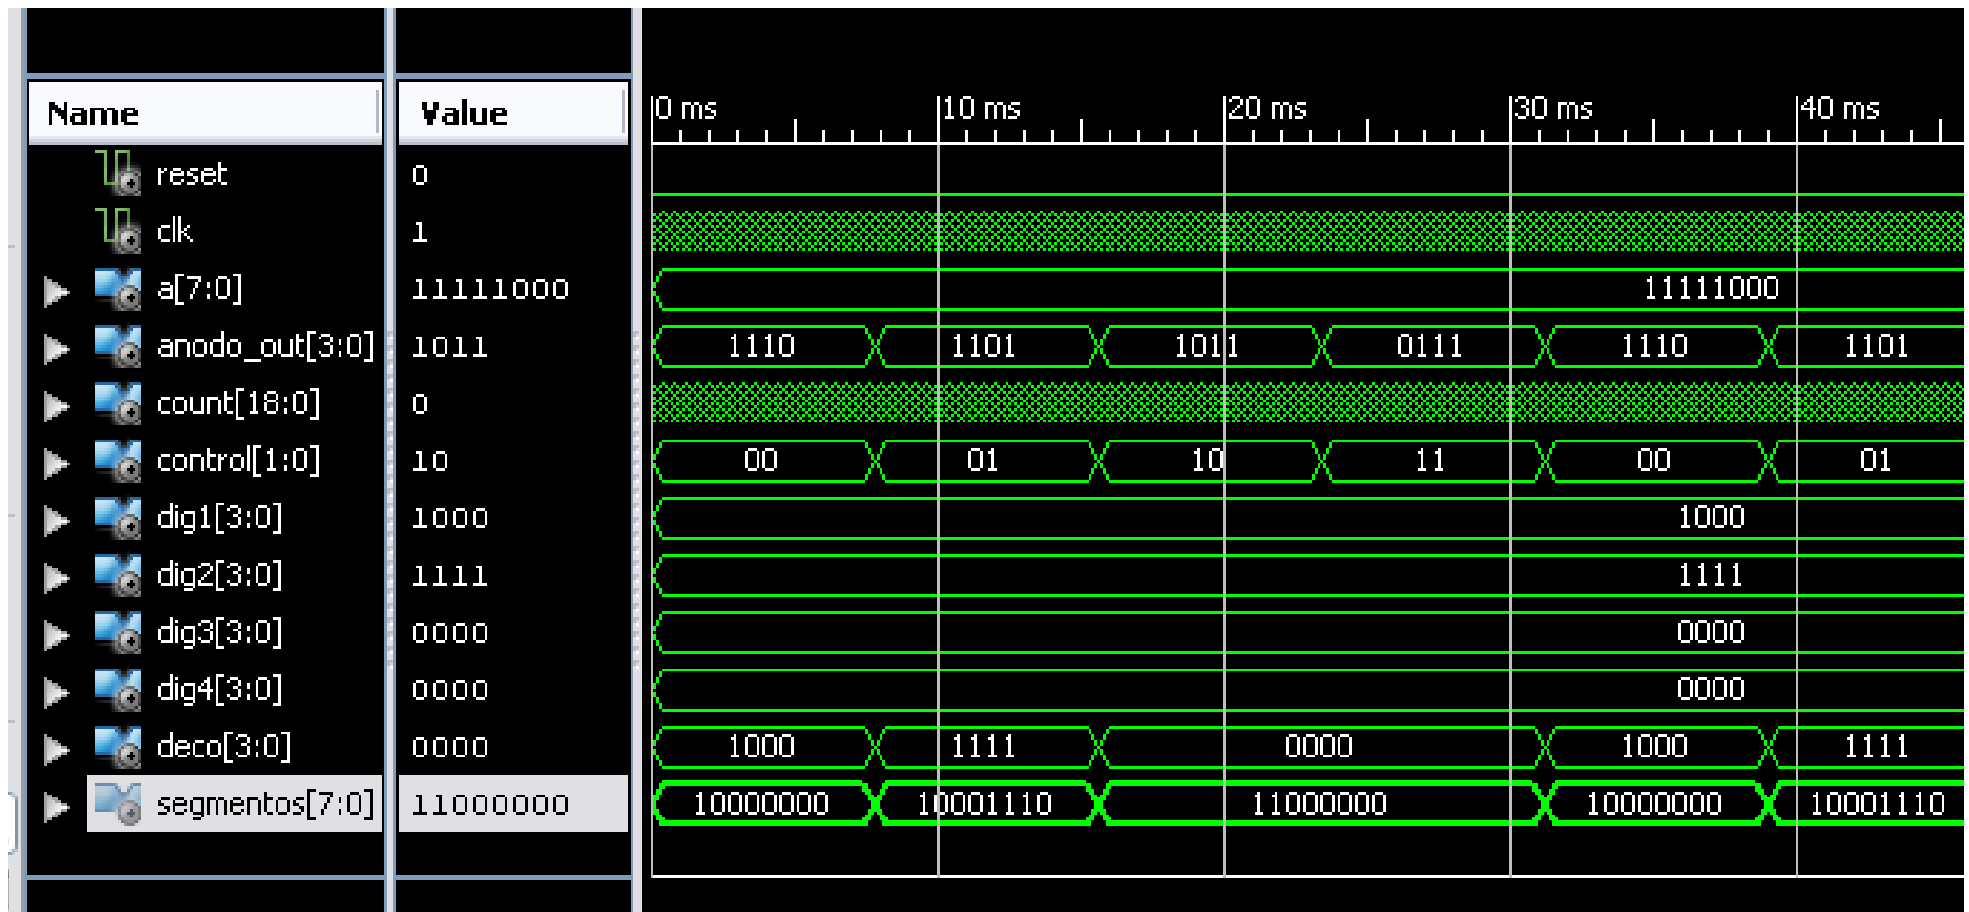 Name Value 0 ms 10 ms 20 ms 30 ms 40 ms
reset 0
clk 1
a[7:0] 11111000 11111000
anodo_out[3:0] 1011 1110 1101 1011 0111 1110 1101
count[18:0] 0
control[1:0] 10 00 01 10 11 00 01
dig1[3:0] 1000 1000
dig2[3:0] 1111 1111
dig3[3:0] 0000 0000
dig4[3:0] 0000 0000
deco[3:0] 0000 1000 1111 0000 1000 1111
segmentos[7:0] 11000000 10000000 10001110 11000000 10000000 10001110